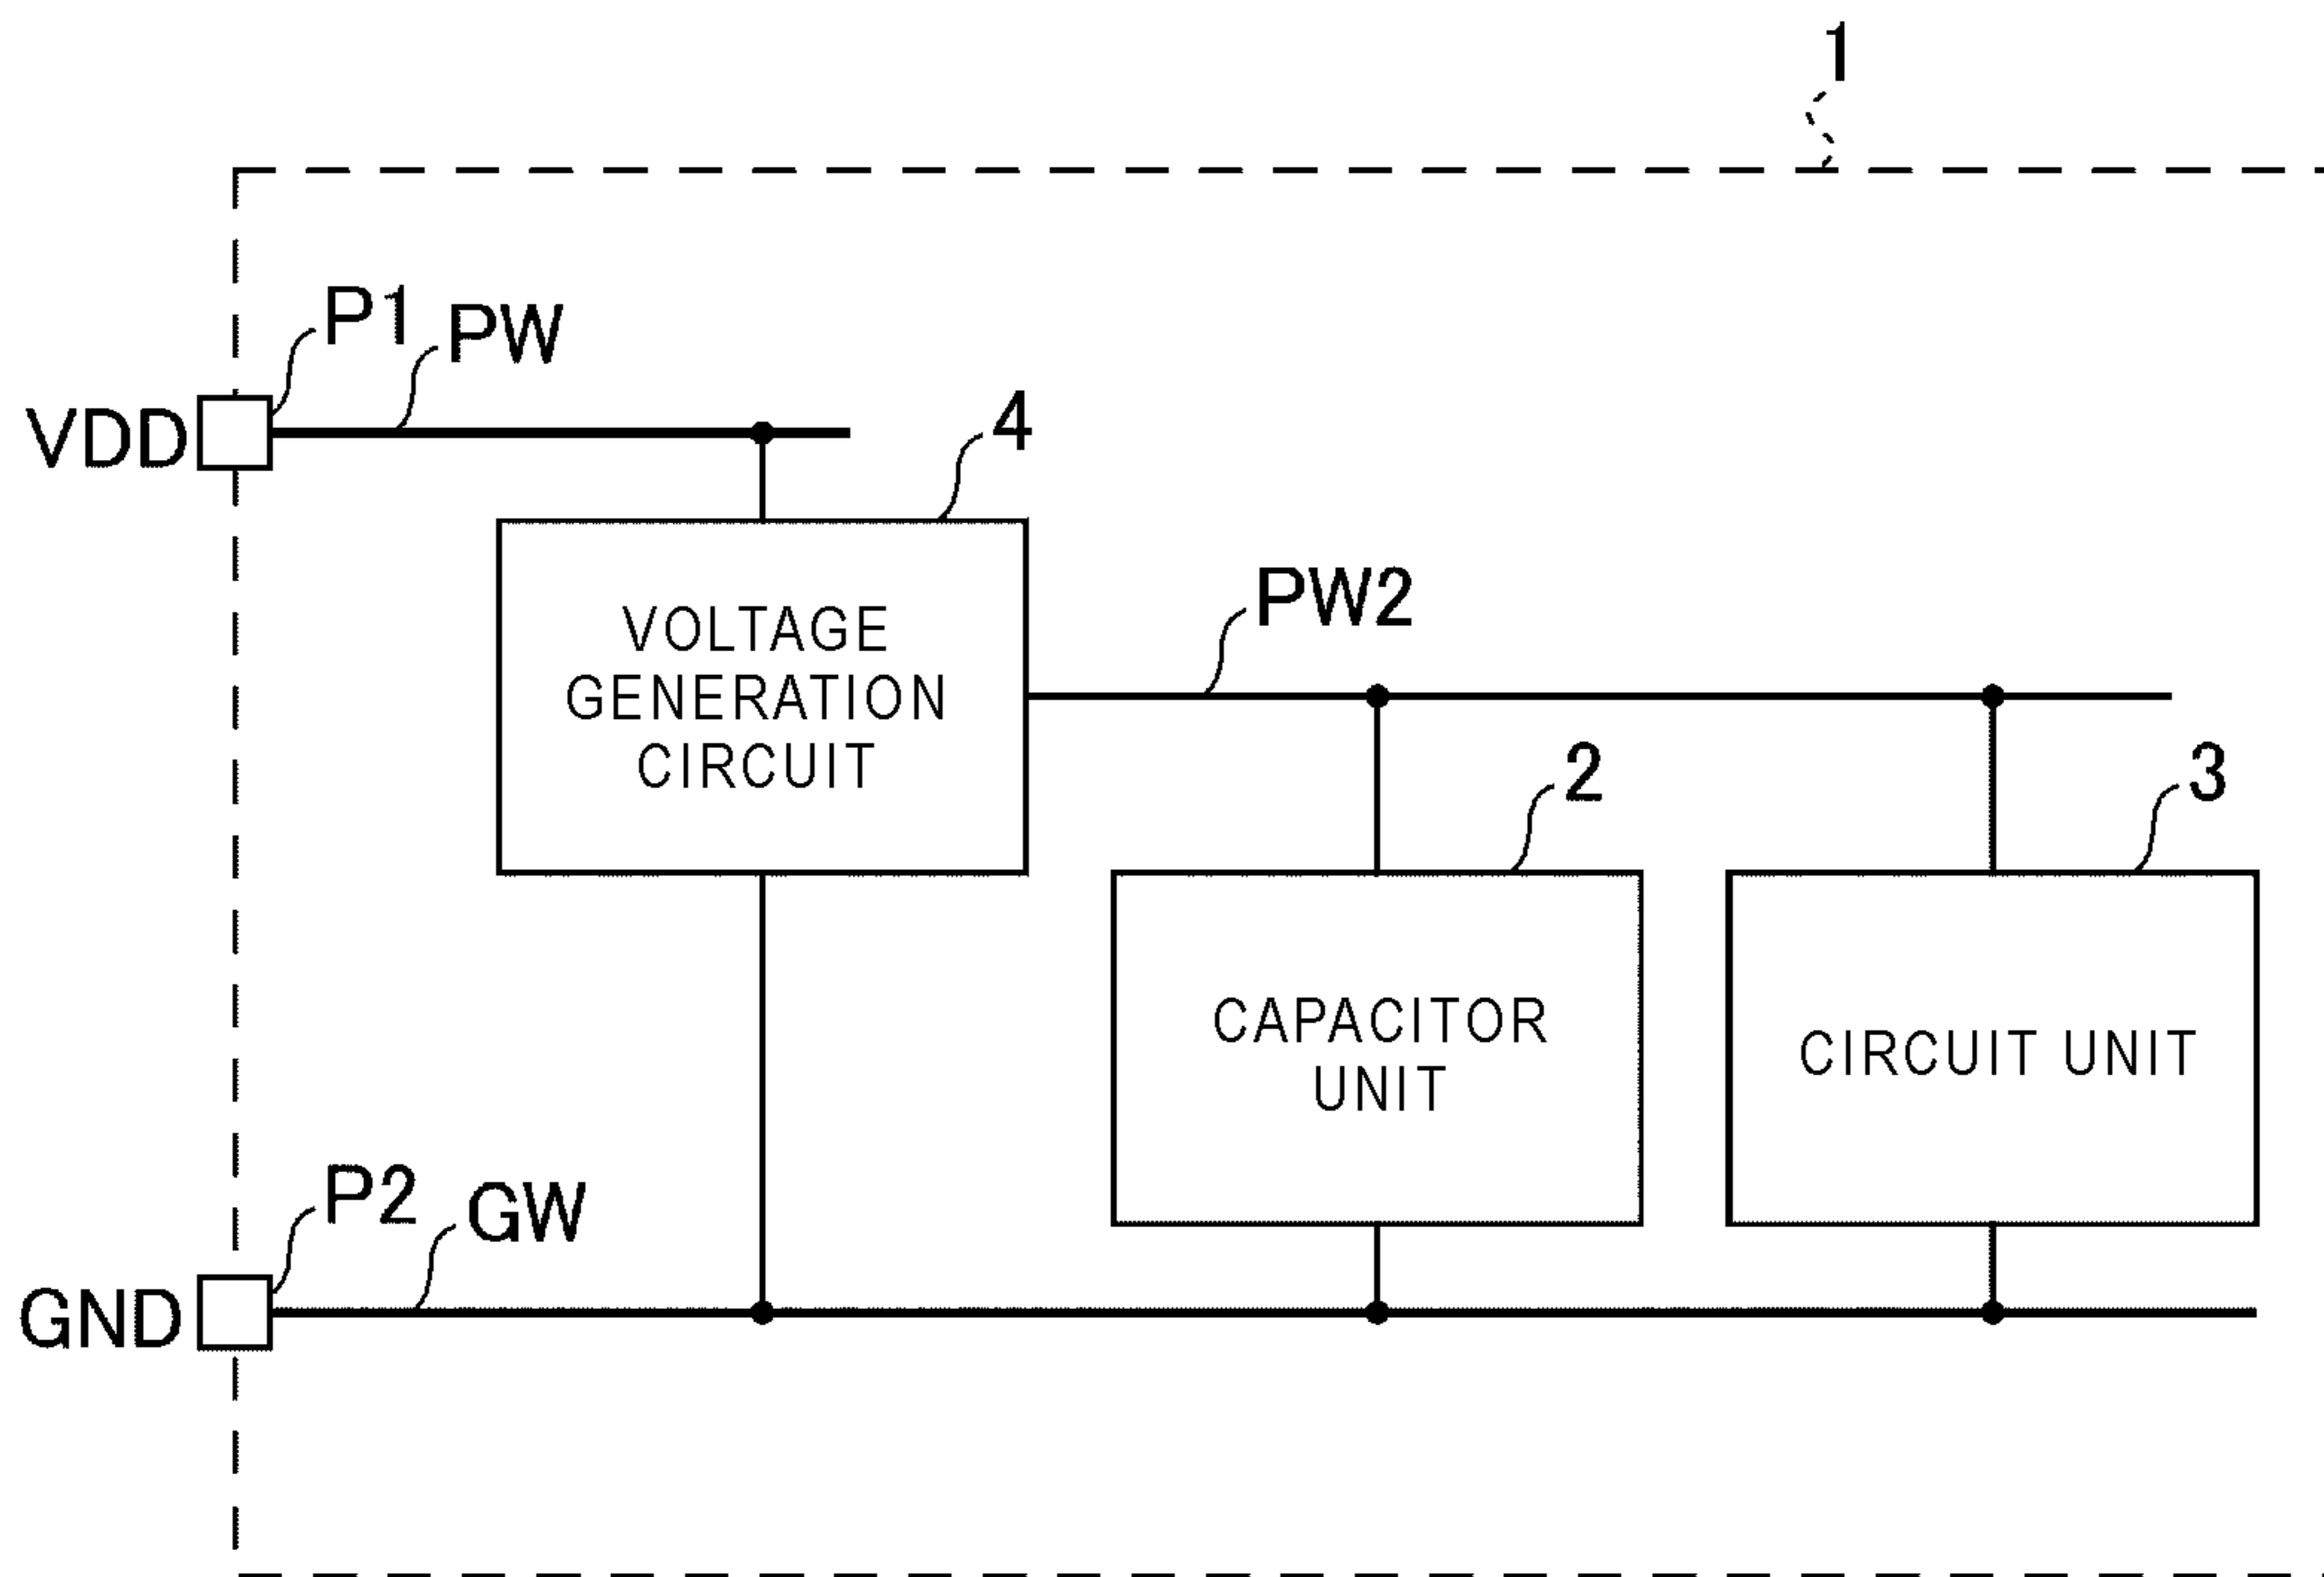 1
P1
PW
VDD
4
VOLTAGE
GENERATION
CIRCUIT
PW2
2
3
CAPACITOR
UNIT
CIRCUIT UNIT
P2
GW
GND